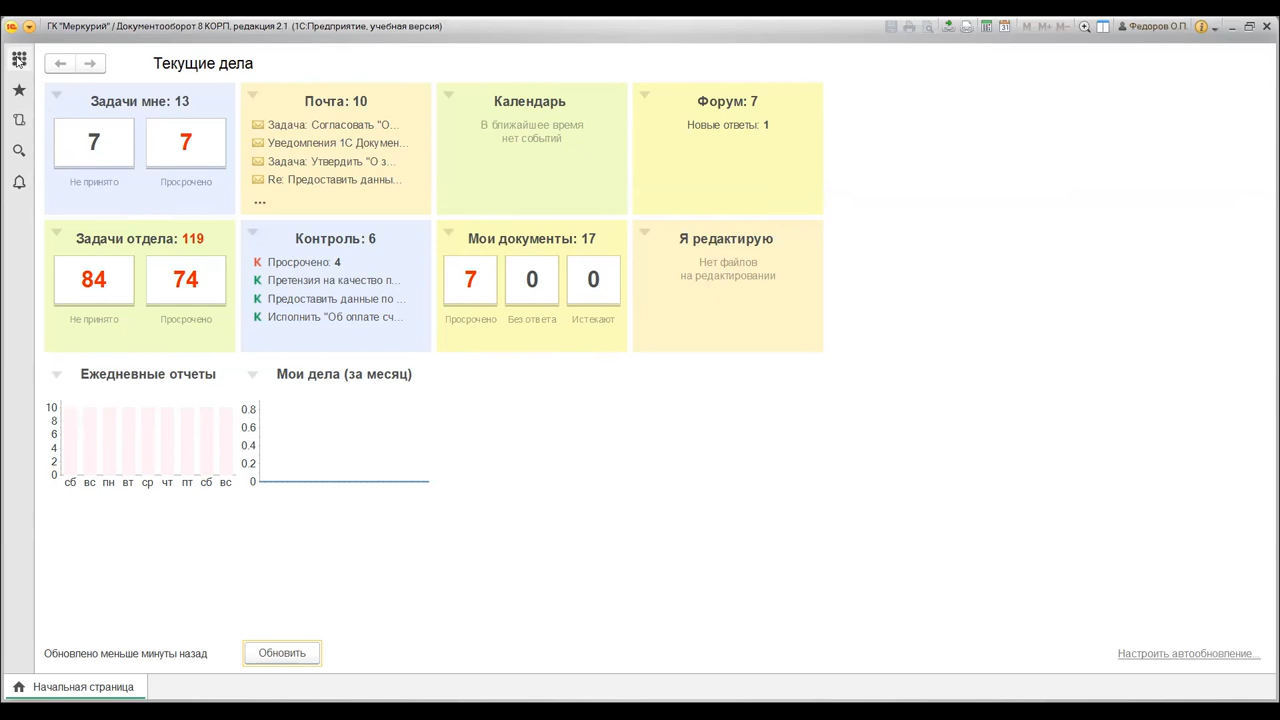 ГК "Меркурий" / Документооборот 8 КОРП, редакция 2.1 (1С:Предприятие, учебная версия)
M M+ M- Федоров О.П.
Текущие дела
Задачи мне: 13
7 7
Не принято Просрочено
Почта: 10
Задача: Согласовать "О...
Уведомления 1С Докумен...
Задача: Утвердить "О з...
Re: Предоставить данны...
...
Календарь
В ближайшее время
нет событий
Форум: 7
Новые ответы: 1
Задачи отдела: 119
84 74
Не принято Просрочено
Контроль: 6
К Просрочено: 4
К Претензия на качество п...
К Предоставить данные по ...
К Исполнить "Об оплате сч...
Мои документы: 17
7 0 0
Просрочено Без ответа Истекают
Я редактирую
Нет файлов
на редактировании
Ежедневные отчеты
10
8
6
4
2
0
сб вс пн вт ср чт пт сб вс
Мои дела (за месяц)
0.8
0.6
0.4
0.2
0
Обновлено меньше минуты назад
Обновить
Настроить автообновление...
Начальная страница